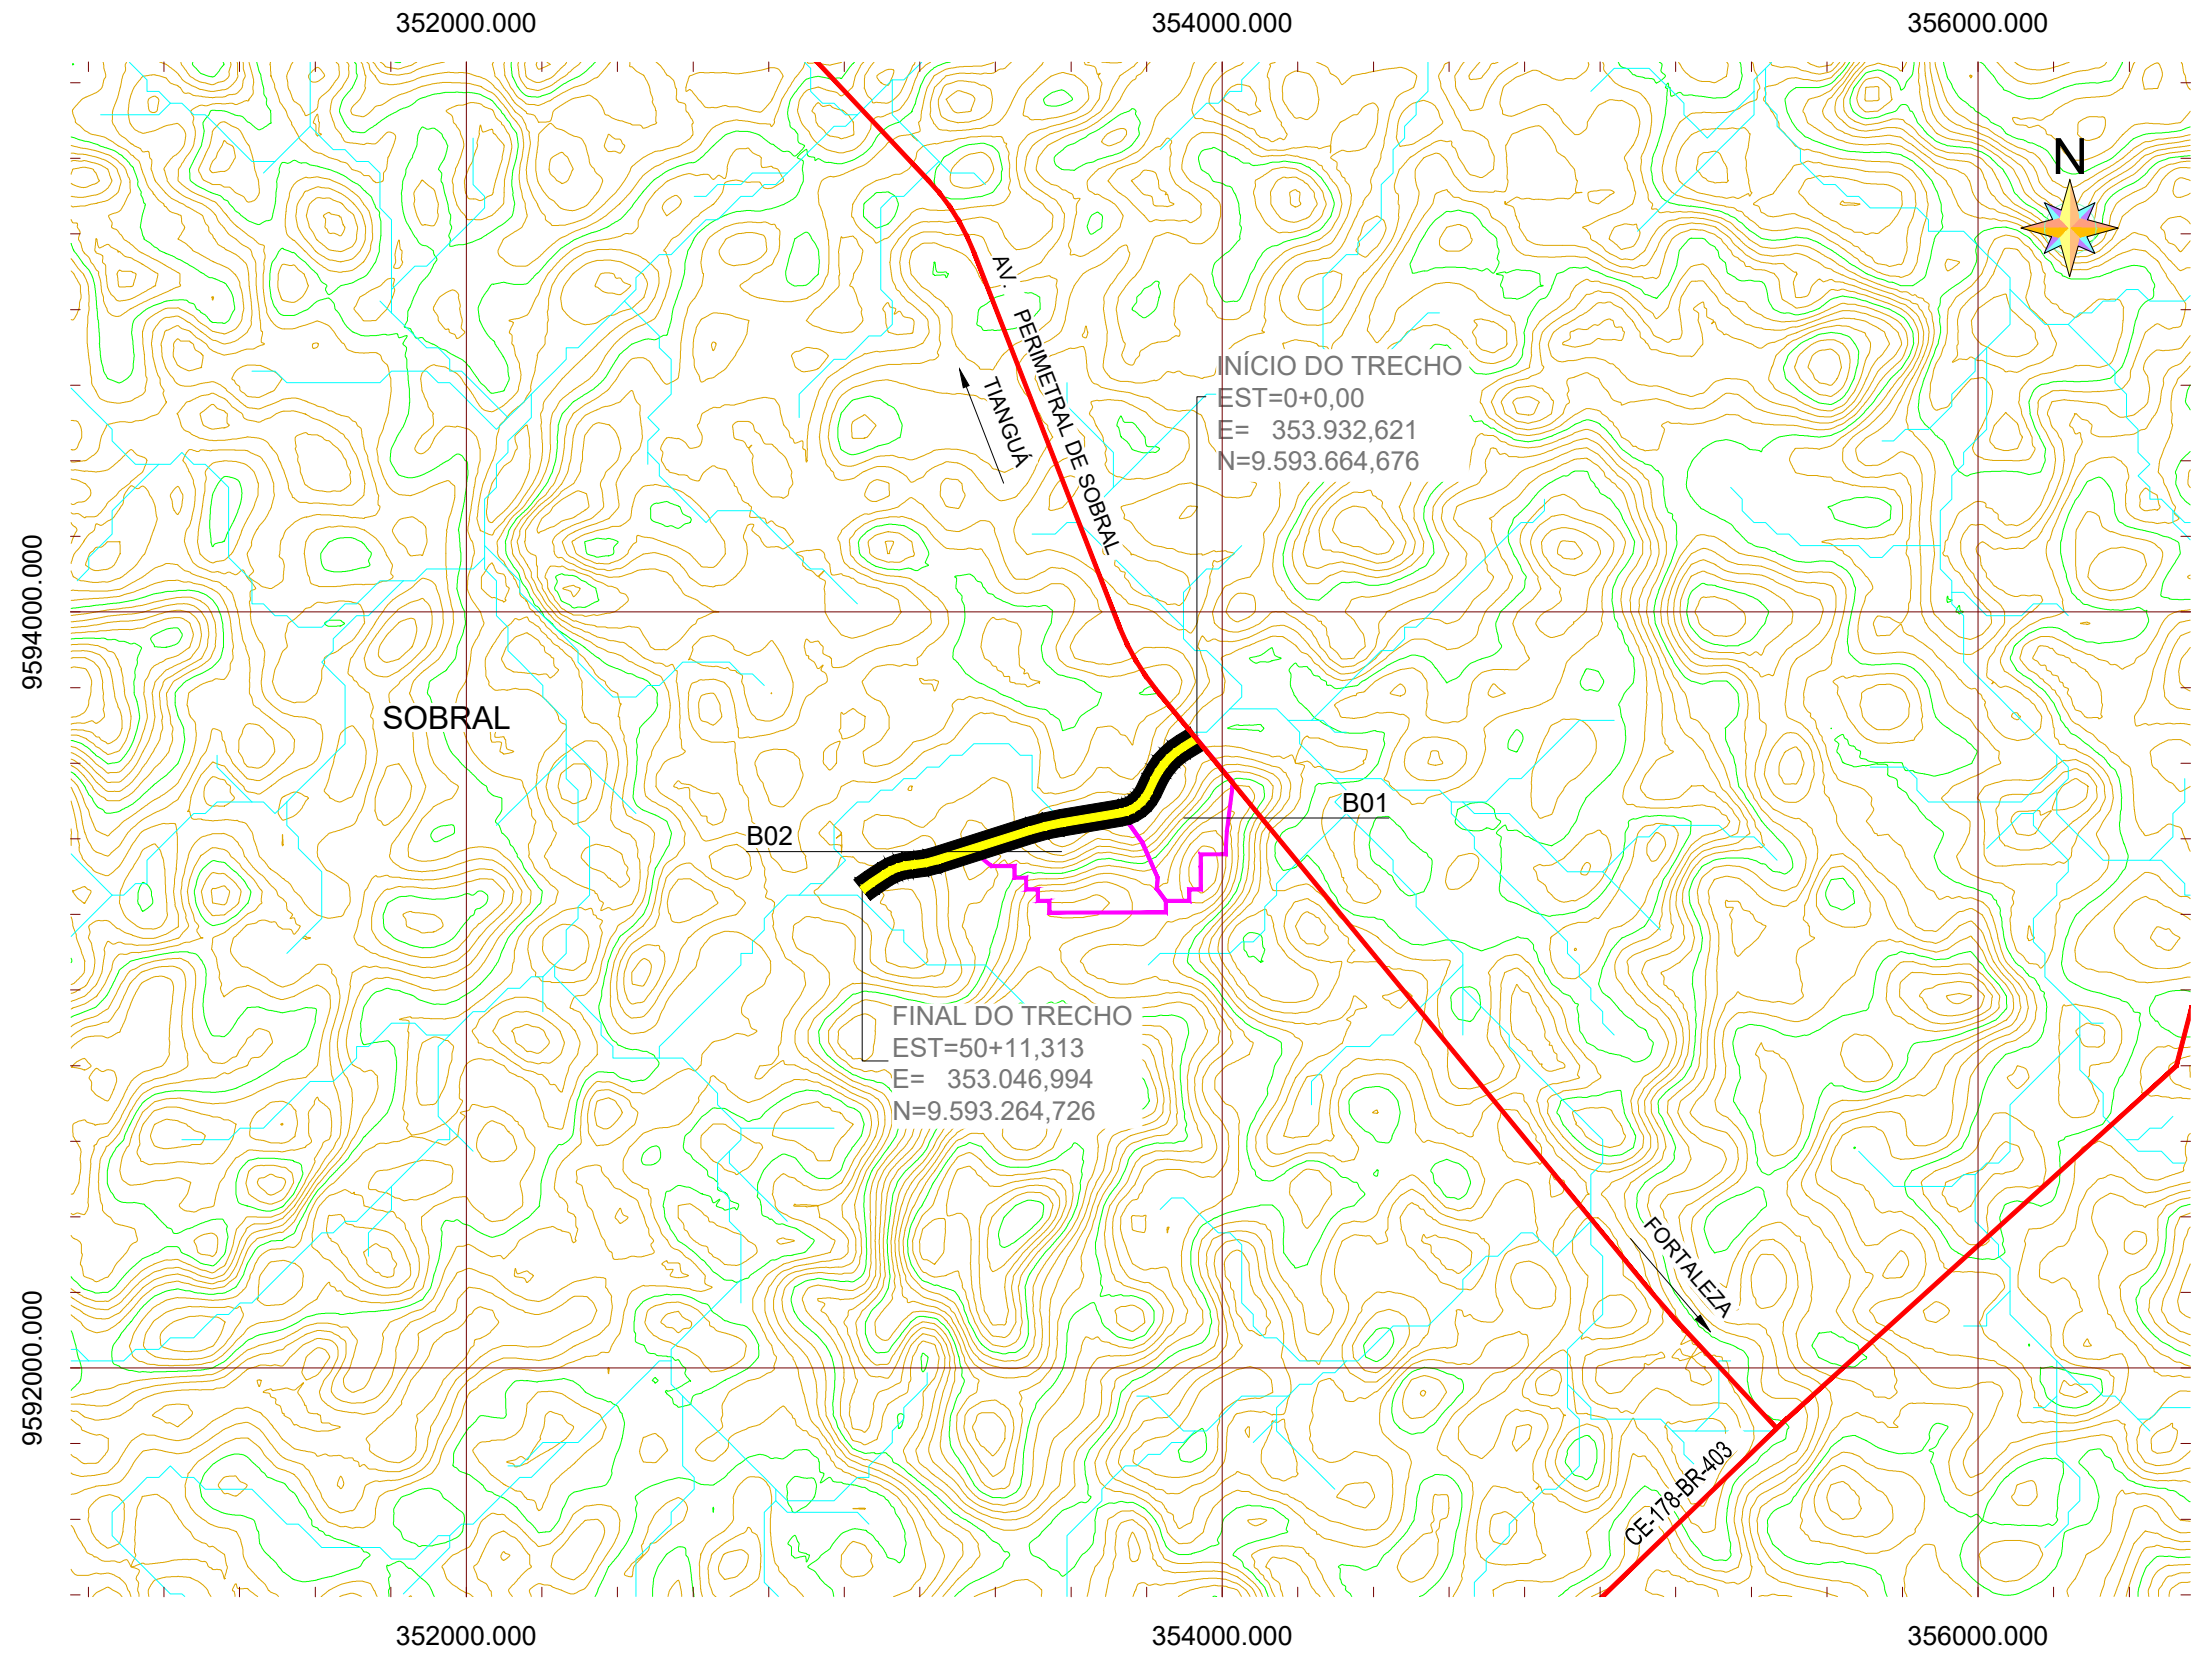 352000.000
354000.000
356000.000
N
AV. PERIMETRAL DE SOBRAL
TIANGUÁ
INÍCIO DO TRECHO
EST=0+0,00
E= 353.932,621
N=9.593.664,676
9594000.000
SOBRAL
B01
B02
FINAL DO TRECHO
EST=50+11,313
E= 353.046,994
N=9.593.264,726
FORTALEZA
9592000.000
CE-178-BR-403
352000.000
354000.000
356000.000